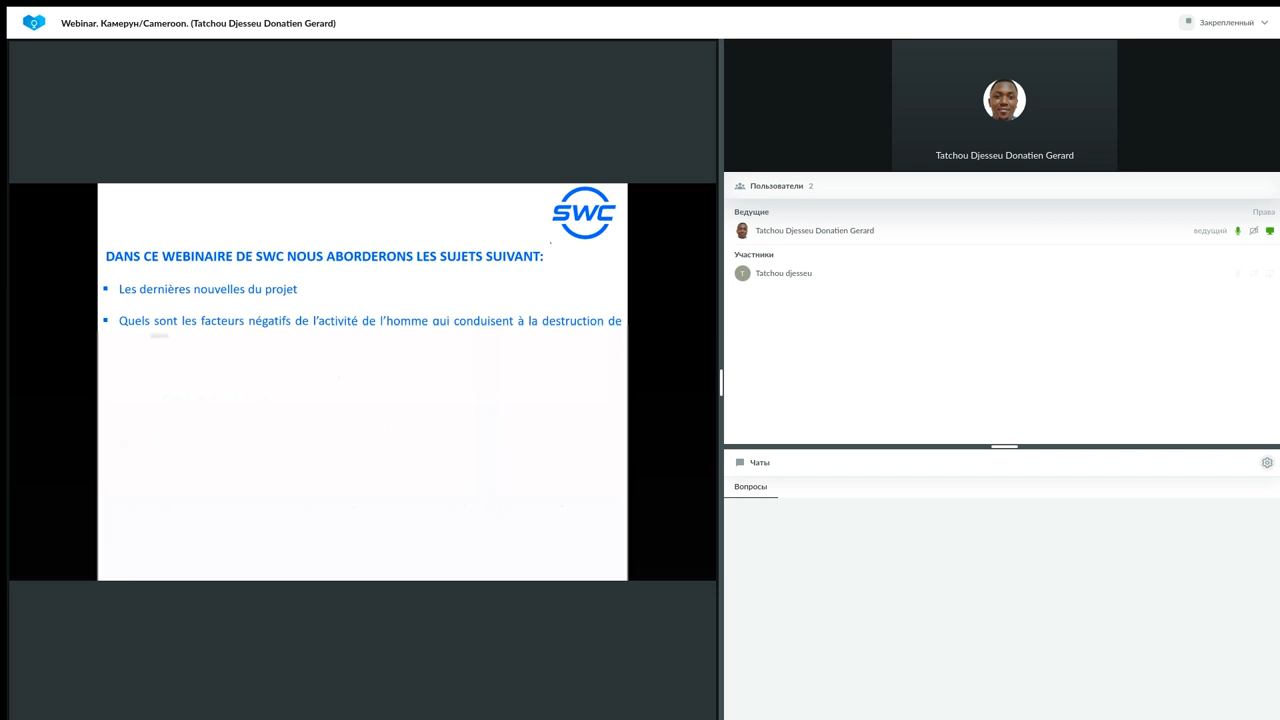 Webinar. Камерун/Cameroon. (Tatchou Djesseu Donatien Gerard)
Закрепленный
SWC
DANS CE WEBINAIRE DE SWC NOUS ABORDERONS LES SUJETS SUIVANT:
▪ Les dernières nouvelles du projet
▪ Quels sont les facteurs négatifs de l'activité de l'homme qui conduisent à la destruction de
Tatchou Djesseu Donatien Gerard
Пользователи 2
Ведущие Права
Tatchou Djesseu Donatien Gerard ведущий
Участники
T Tatchou djesseu
Чаты
Вопросы